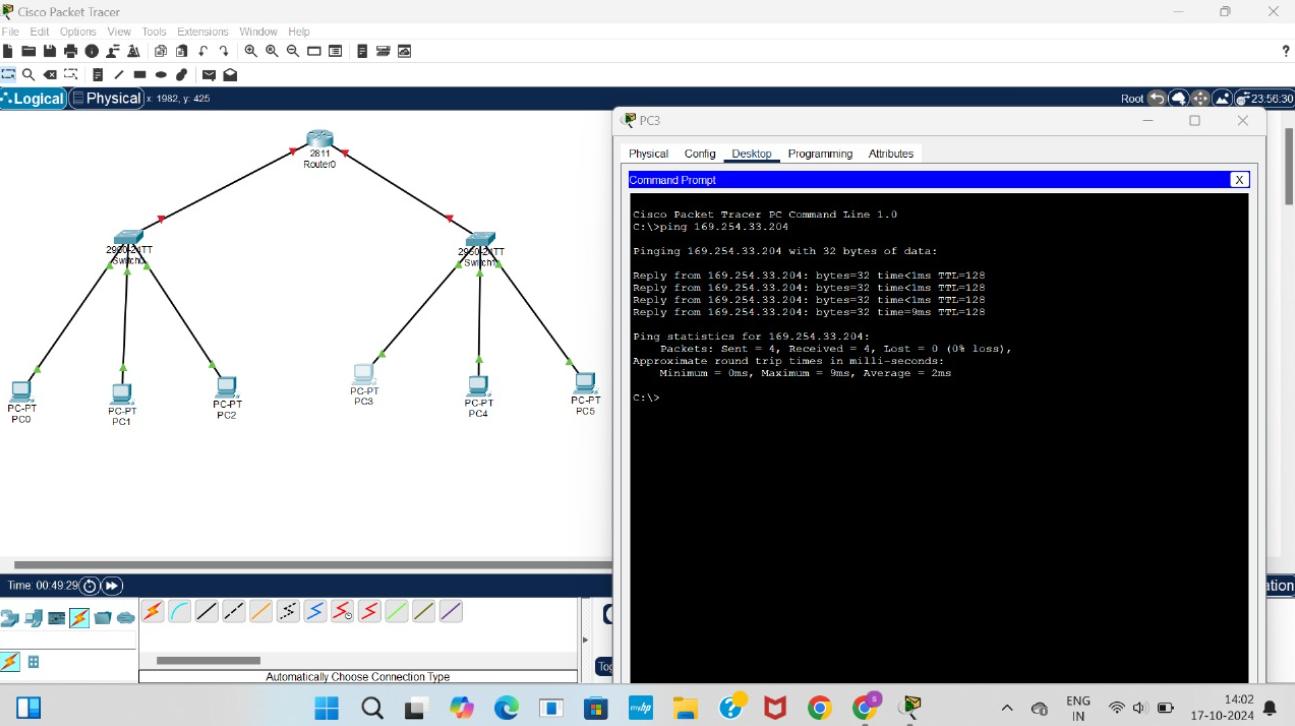 Cisco Packet Tracer
File Edit Options View Tools Extensions Window Help
?
Logical Physical x: 1982, y: 425
Root 23:56:30
PC3
Physical Config Desktop Programming Attributes
Command Prompt X
Cisco Packet Tracer PC Command Line 1.0
C:\>ping 169.254.33.204
Pinging 169.254.33.204 with 32 bytes of data:
Reply from 169.254.33.204: bytes=32 time<1ms TTL=128
Reply from 169.254.33.204: bytes=32 time<1ms TTL=128
Reply from 169.254.33.204: bytes=32 time<1ms TTL=128
Reply from 169.254.33.204: bytes=32 time=9ms TTL=128
Ping statistics for 169.254.33.204:
Packets: Sent = 4, Received = 4, Lost = 0 (0% loss),
Approximate round trip times in milli-seconds:
Minimum = 0ms, Maximum = 9ms, Average = 2ms
C:\>
2811
Router0
Switch0
PC-PT
PC0
PC-PT
PC1
PC-PT
PC2
PC-PT
PC3
PC-PT
PC4
PC-PT
PC5
Time: 00:49:29
Automatically Choose Connection Type
myhp
ENG
IN
14:02
17-10-2024